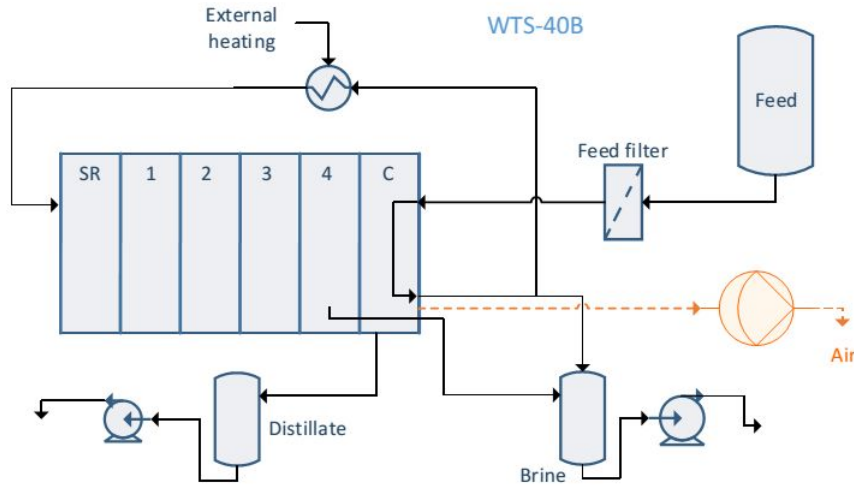 External
heating
WTS-40B
Feed
Feed filter
SR 1 2 3 4 C
Air
Distillate
Brine